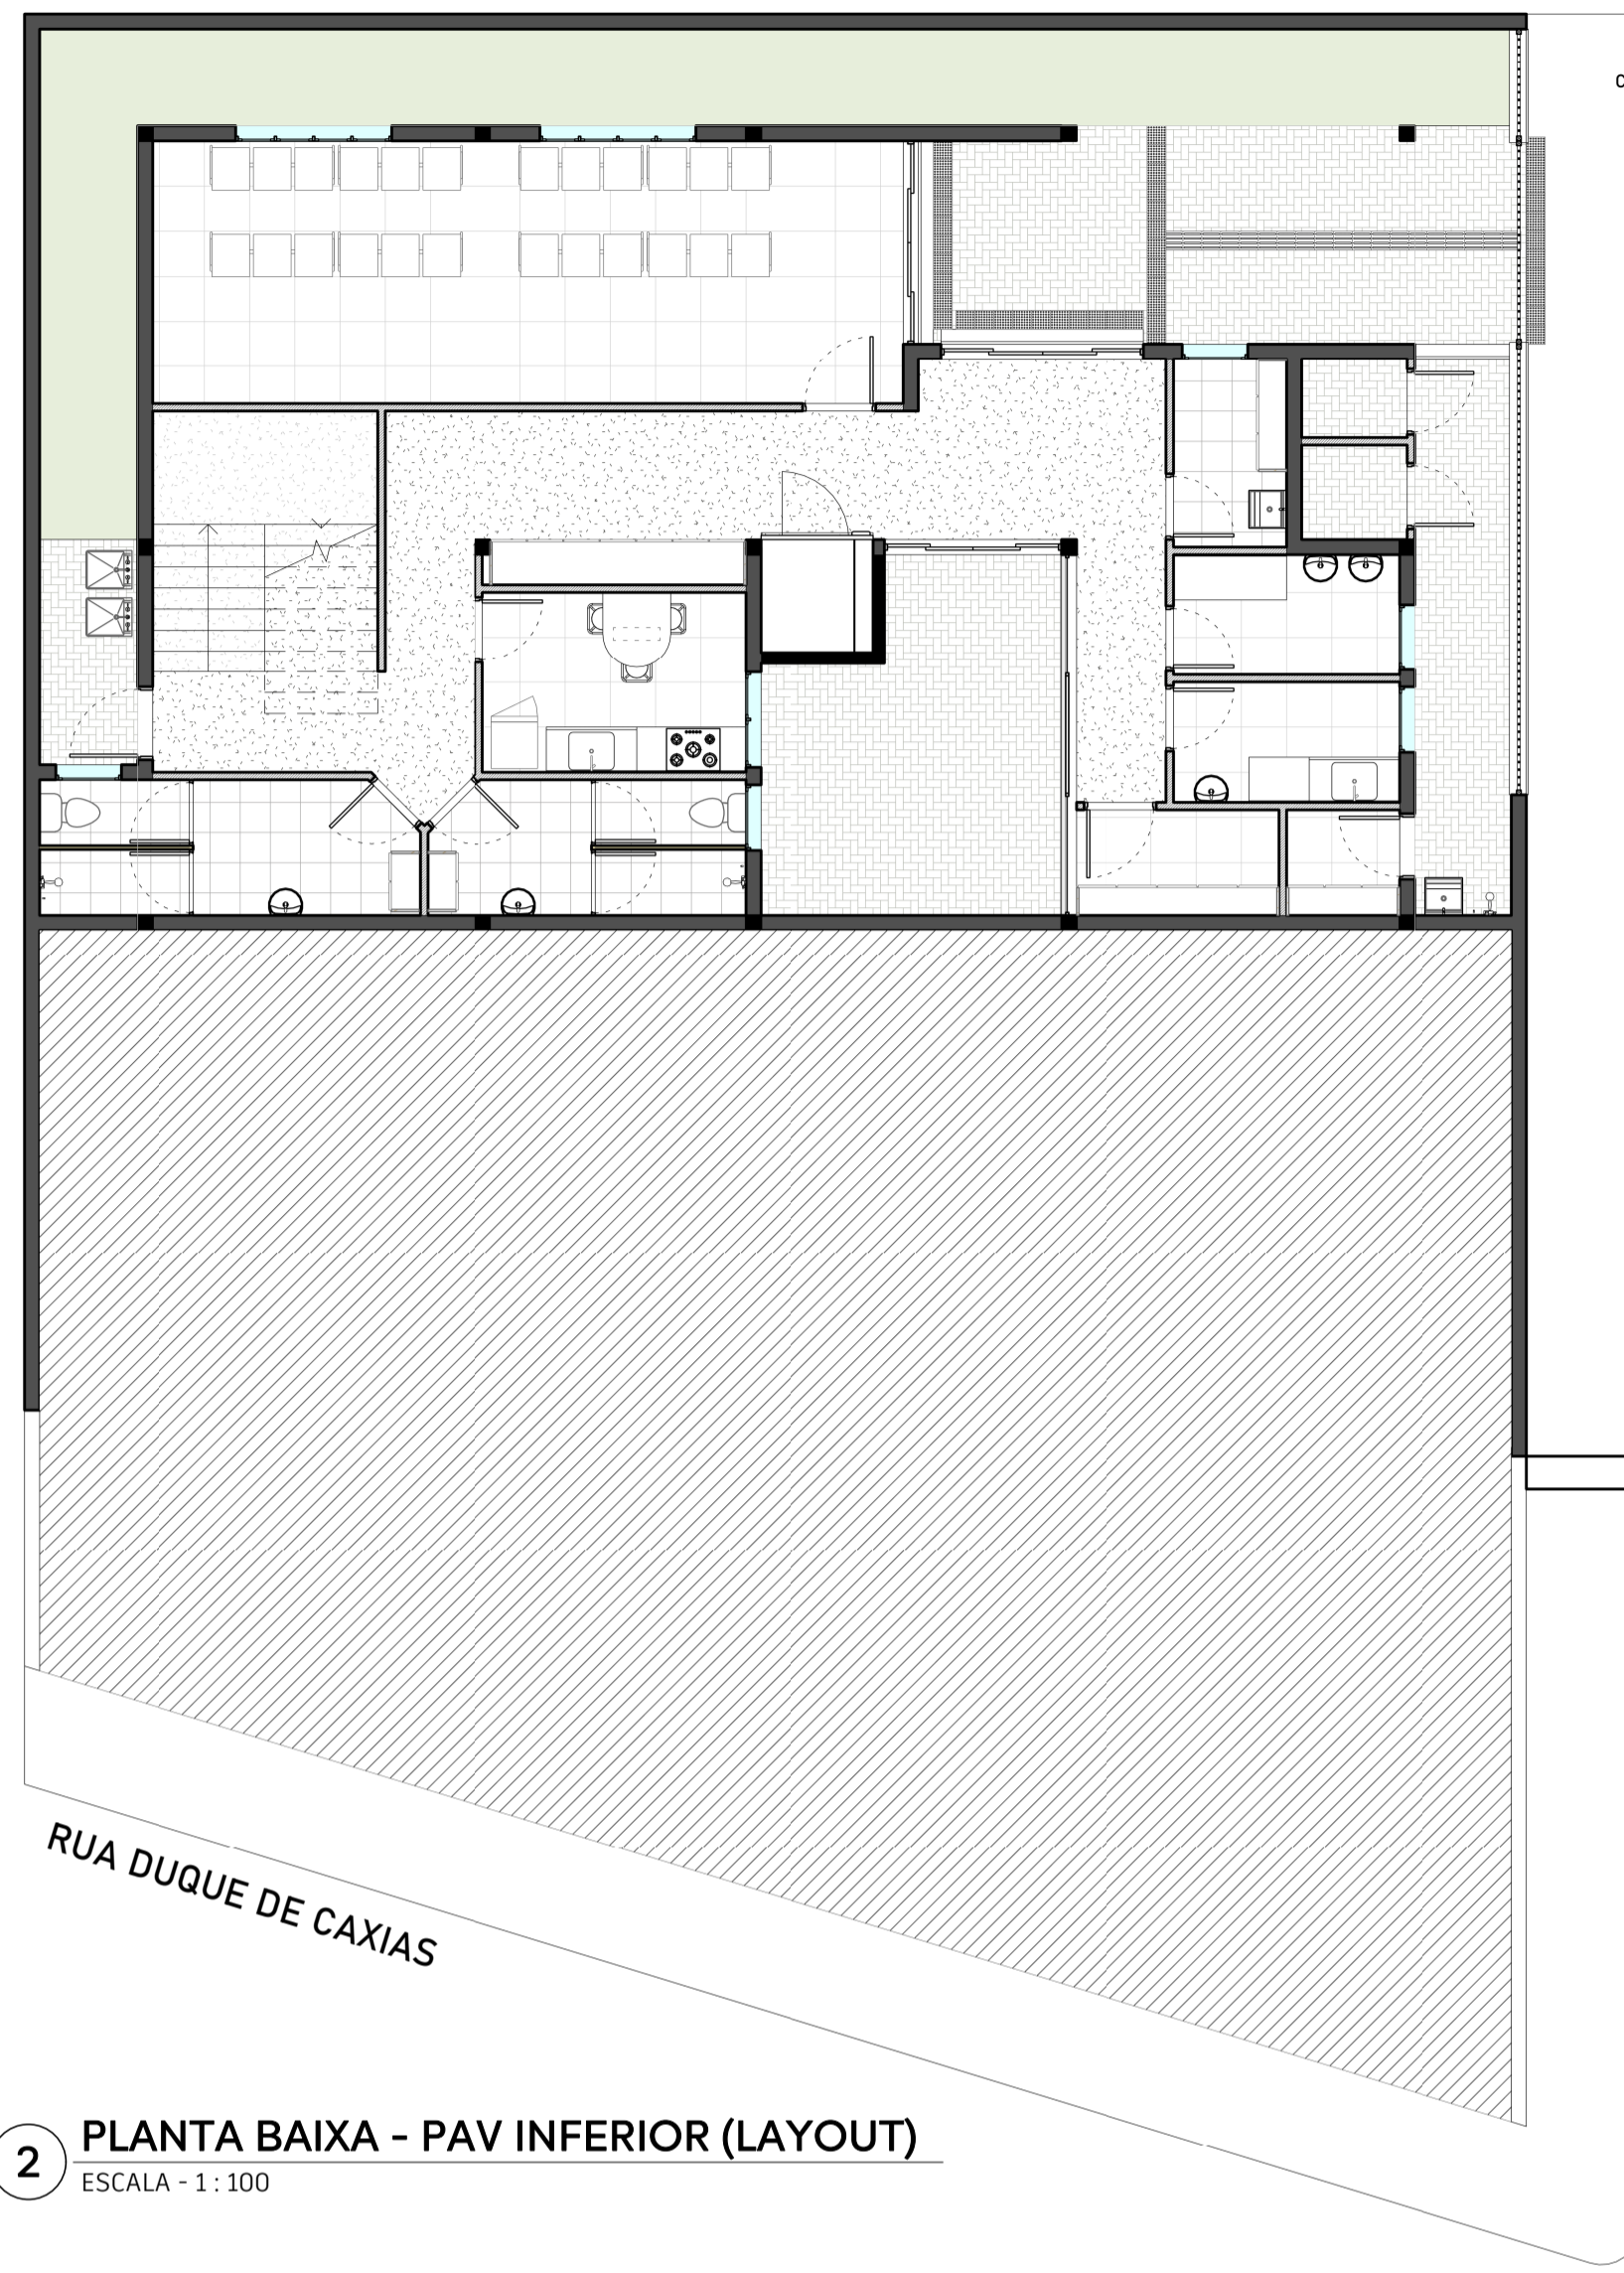 RUA DUQUE DE CAXIAS
2
PLANTA BAIXA - PAV INFERIOR (LAYOUT)
ESCALA - 1 : 100